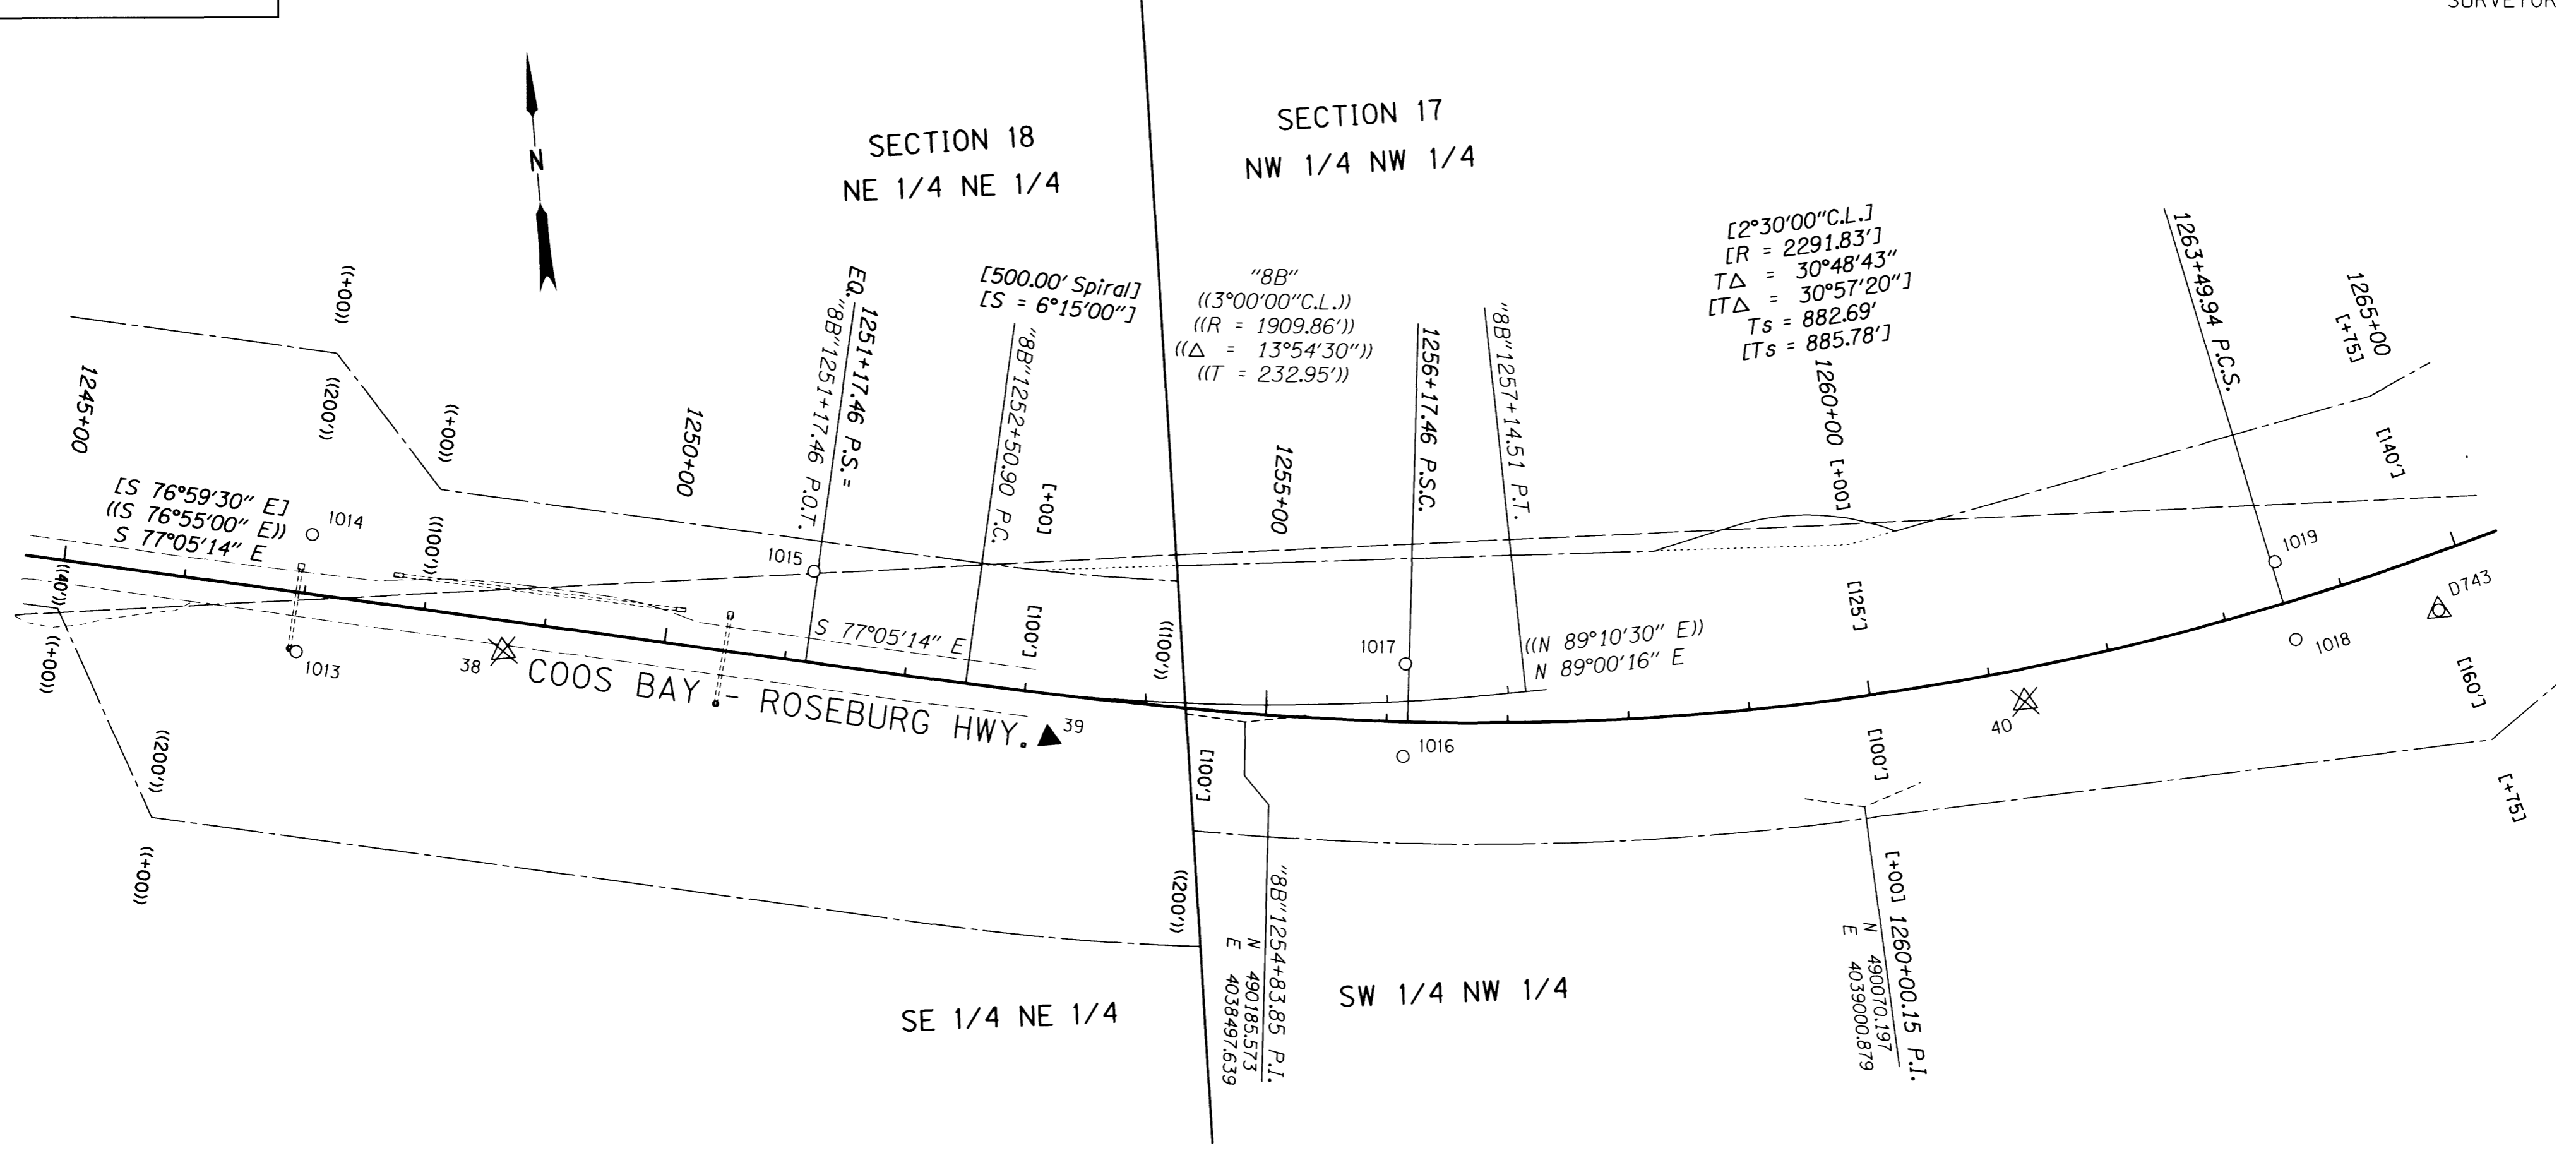 SECTION 18
NE 1/4 NE 1/4
SECTION 17
NW 1/4 NW 1/4
N
((+00))
((200'))
((+00))
1245+00
[S 76°59'30" E]
((S 76°55'00" E))
S 77°05'14" E
1014
((100'))
1250+00
EQ. 1251+17.46 P.S. =
"8B"1251+17.46 P.O.T.
1015
[500.00' Spiral]
[S = 6°15'00"]
"8B"1252+50.90 P.C.
[+00]
"8B"
((3°00'00"C.L.))
((R = 1909.86'))
((Δ = 13°54'30"))
((T = 232.95'))
1255+00
1256+17.46 P.S.C.
"8B"1257+14.51 P.T.
[2°30'00"C.L.]
[R = 2291.83']
TΔ = 30°48'43"
[TΔ = 30°57'20"]
Ts = 882.69'
[Ts = 885.78']
1260+00 [+00]
1263+49.94 P.C.S.
1265+00
[+75]
[140']
1019
D743
1018
[160']
[+75]
((40'))
((+00))
1013
38
COOS BAY - ROSEBURG HWY.
39
S 77°05'14" E
[100']
((100'))
1017
1016
((N 89°10'30" E))
N 89°00'16" E
[125']
40
[100']
[100']
((200'))
((+00))
((200'))
"8B"1254+83.85 P.I.
N 490185.573
E 4038497.639
[+00] 1260+00.15 P.I.
N 490070.197
E 4039000.879
SE 1/4 NE 1/4
SW 1/4 NW 1/4